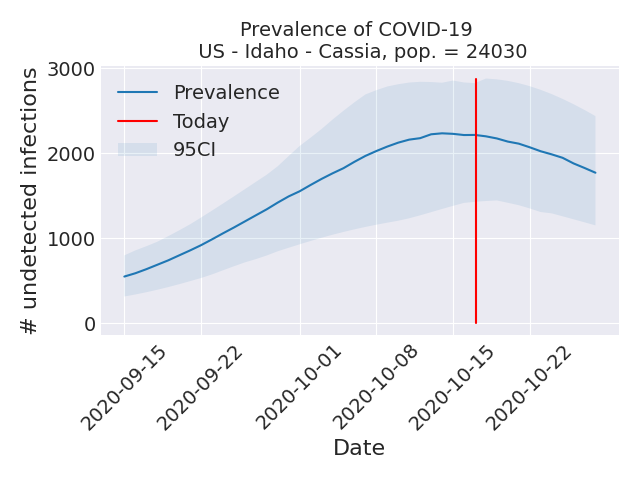 Prevalence of COVID-19
US - Idaho - Cassia, pop. = 24030
# undetected infections
3000
2000
1000
0
Prevalence
Today
95CI
2020-09-15
2020-09-22
2020-10-01
2020-10-08
2020-10-15
2020-10-22
Date